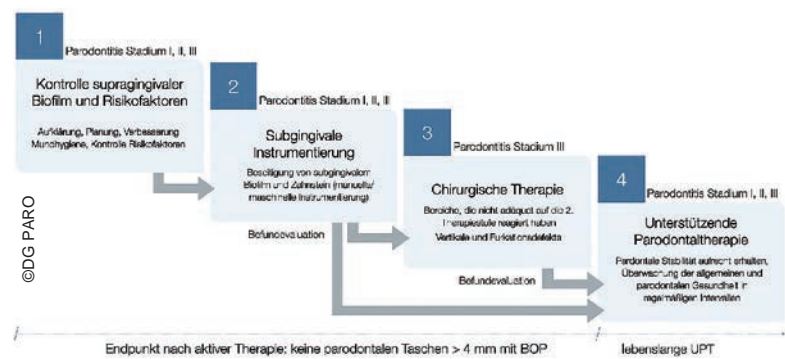 1
Parodontitis Stadium I, II, III
Kontrolle supragingivaler
Biofilm und Risikofaktoren
Aufklärung, Planung, Verbesserung
Mundhygiene, Kontrolle Risikofaktoren
2
Parodontitis Stadium I, II, III
Subgingivale
Instrumentierung
Beseitigung von subgingivalem
Biofilm und Zahnstein (manuelle/
maschinelle Instrumentierung)
Befundevaluation
3
Parodontitis Stadium III
Chirurgische Therapie
Bereiche, die nicht adäquat auf die 2.
Therapiestufe reagiert haben
Vertikale und Furkationsdefekte
Befundevaluation
4
Parodontitis Stadium I, II, III
Unterstützende
Parodontaltherapie
Pardontale Stabilität aufrecht erhalten,
Überwachung der allgemeinen und
parodontalen Gesundheit in
regelmäßigen Intervallen
Endpunkt nach aktiver Therapie: keine parodontalen Taschen > 4 mm mit BOP
lebenslange UPT
©DG PARO